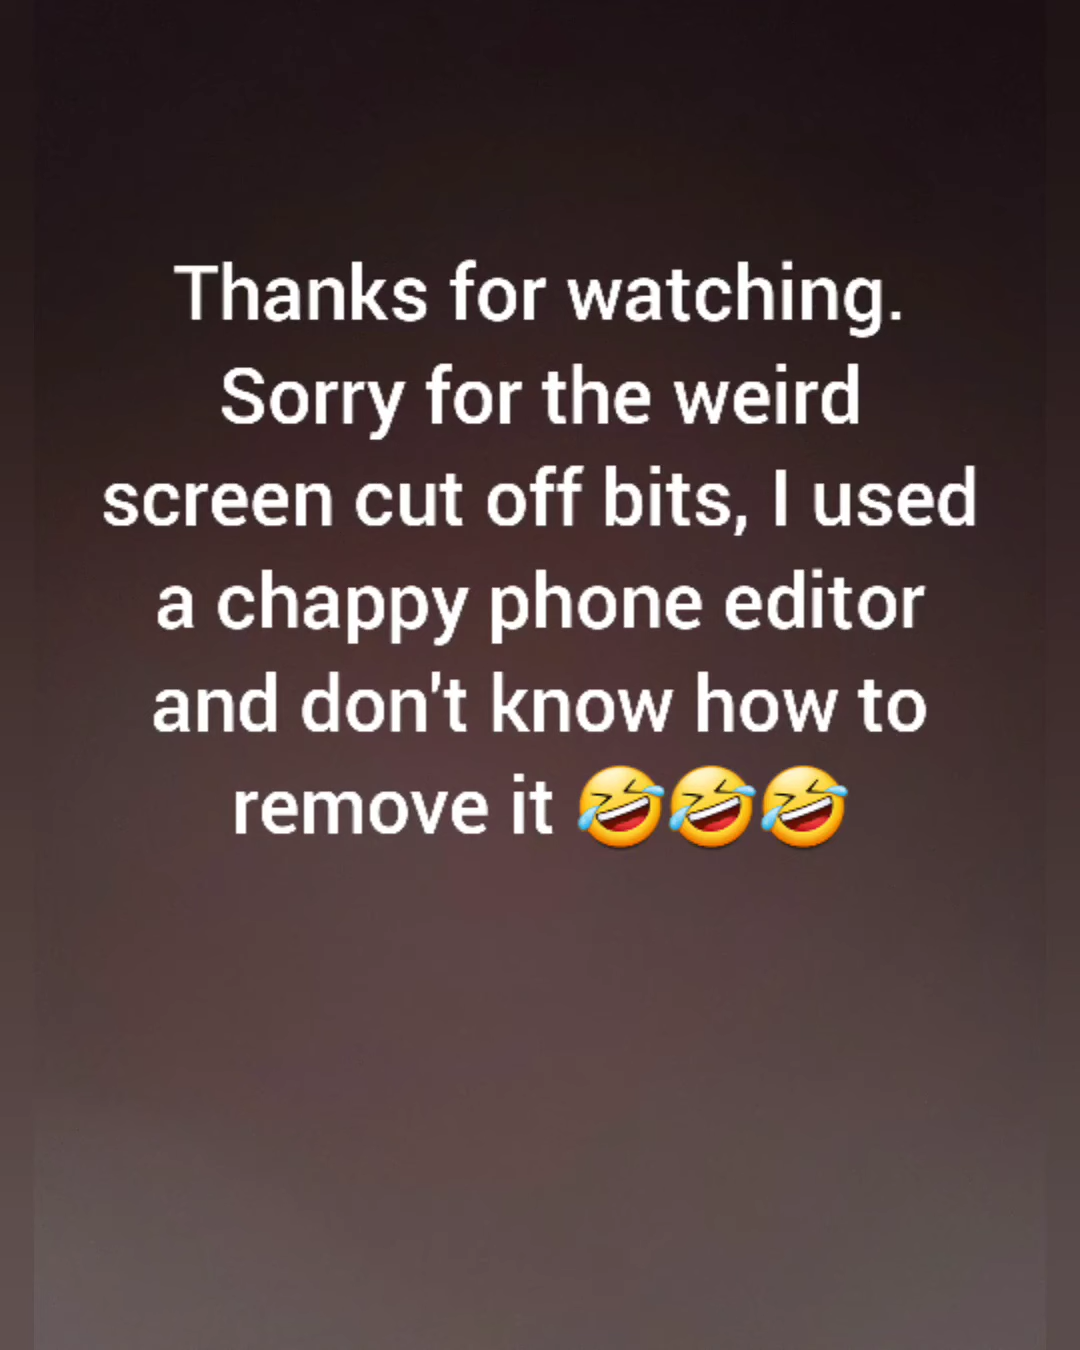 Thanks for watching.
Sorry for the weird
screen cut off bits, I used
a chappy phone editor
and don't know how to
remove it 🤣🤣🤣